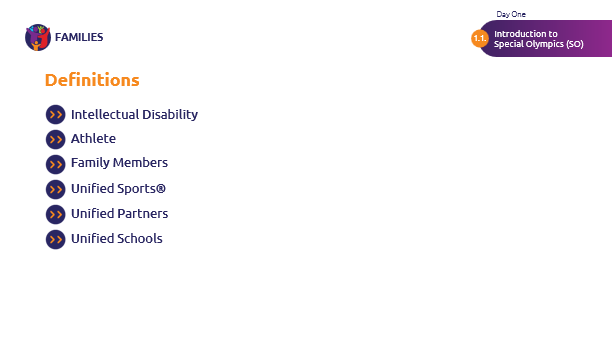 Day One
FAMILIES
1.1.
Introduction to
Special Olympics (SO)
Definitions
Intellectual Disability
Athlete
Family Members
Unified Sports®
Unified Partners
Unified Schools